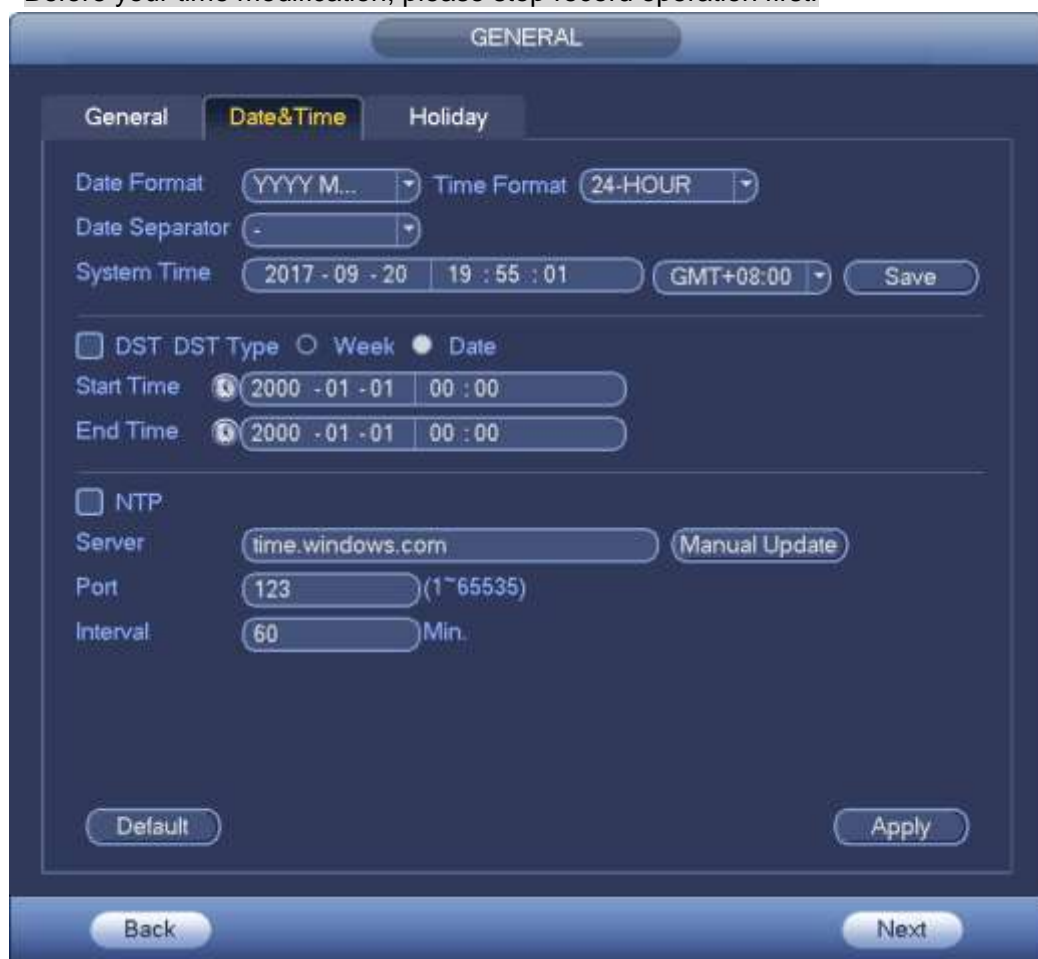 Before your time modification, please stop record operation first.
GENERAL
General Date&Time Holiday
Date Format YYYY M... Time Format 24-HOUR
Date Separator -
System Time 2017 - 09 - 20 19 : 55 : 01 GMT+08:00 Save
DST DST Type Week Date
Start Time 2000 - 01 - 01 00 : 00
End Time 2000 - 01 - 01 00 : 00
NTP
Server time.windows.com Manual Update
Port 123 (1~65535)
Interval 60 Min.
Default Apply
Back Next